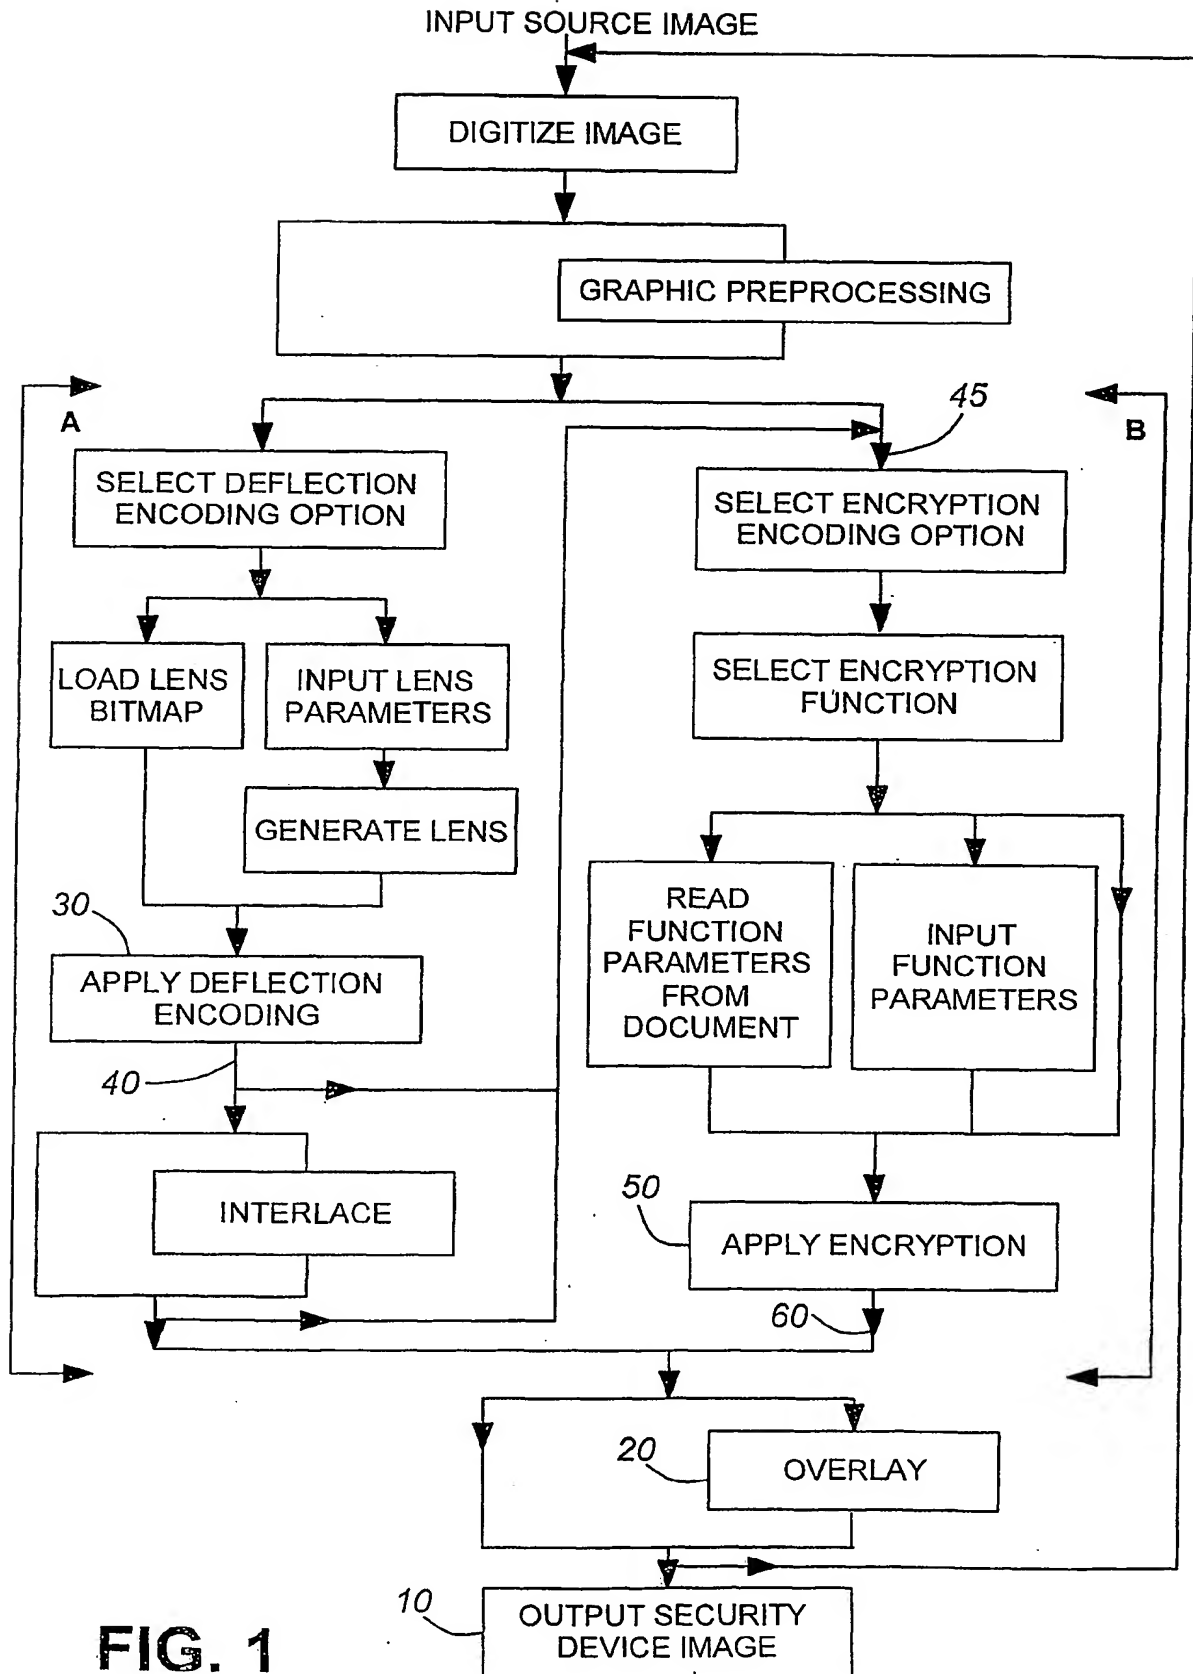 INPUT SOURCE IMAGE
DIGITIZE IMAGE
GRAPHIC PREPROCESSING
A
B
45
SELECT DEFLECTION
ENCODING OPTION
SELECT ENCRYPTION
ENCODING OPTION
LOAD LENS
BITMAP
INPUT LENS
PARAMETERS
SELECT ENCRYPTION
FUNCTION
GENERATE LENS
READ
FUNCTION
PARAMETERS
FROM
DOCUMENT
INPUT
FUNCTION
PARAMETERS
30
APPLY DEFLECTION
ENCODING
40
INTERLACE
50
APPLY ENCRYPTION
60
20
OVERLAY
10
OUTPUT SECURITY
DEVICE IMAGE
FIG. 1